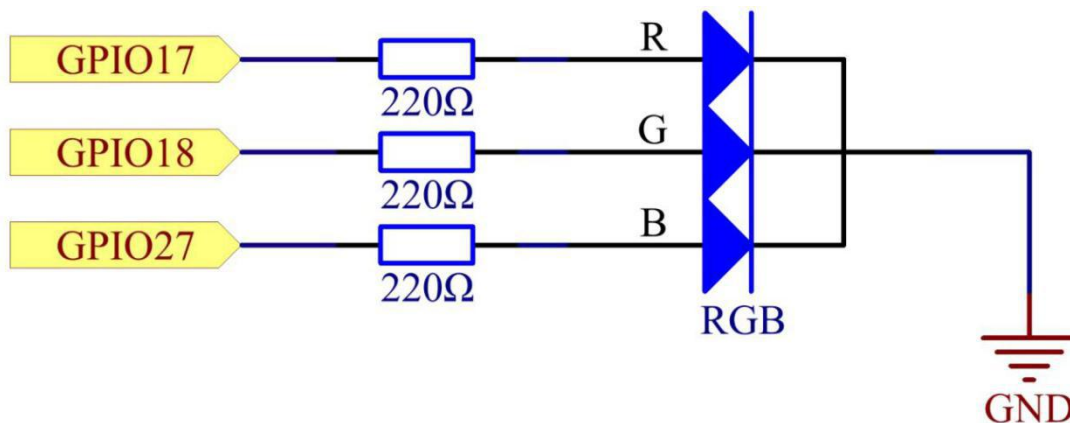 GPIO17
R
220Ω
GPIO18
G
220Ω
GPIO27
B
220Ω
RGB
GND